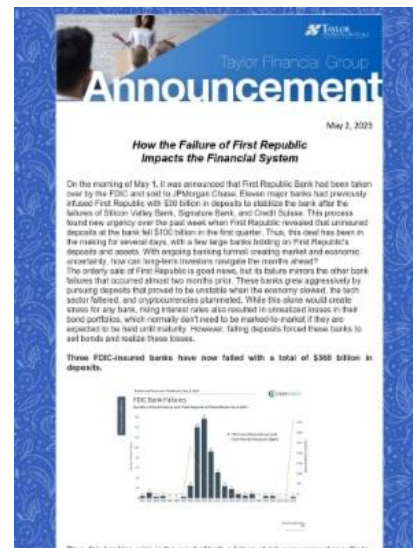 TAYLOR
Taylor Financial Group
Announcement
May 2, 2023
How the Failure of First Republic
Impacts the Financial System
On the morning of May 1, it was announced that First Republic Bank had been taken
over by the FDIC and sold to JPMorgan Chase. Eleven major banks had previously
infused First Republic with $30 billion in deposits to stabilize the bank after the
failures of Silicon Valley Bank, Signature Bank, and Credit Suisse. This process
found new urgency over the past week when First Republic revealed that uninsured
deposits at the bank fell $100 billion in the first quarter. Thus, this deal has been in
the making for several days, with a few large banks bidding on First Republic's
deposits and assets. With ongoing banking turmoil creating market and economic
uncertainty, how can long-term investors navigate the months ahead?
The orderly sale of First Republic is good news, but its failure mirrors the other bank
failures that occurred almost two months prior. These banks grew aggressively by
pursuing deposits that proved to be unstable when the economy slowed, the tech
sector faltered, and cryptocurrencies plummeted. While this alone would create
stress for any bank, rising interest rates also resulted in unrealized losses in their
bond portfolios, which normally don't need to be marked-to-market if they are
expected to be held until maturity. However, falling deposits forced these banks to
sell bonds and realize these losses.
Three FDIC-insured banks have now failed with a total of $368 billion in
deposits.
FDIC Bank Failures